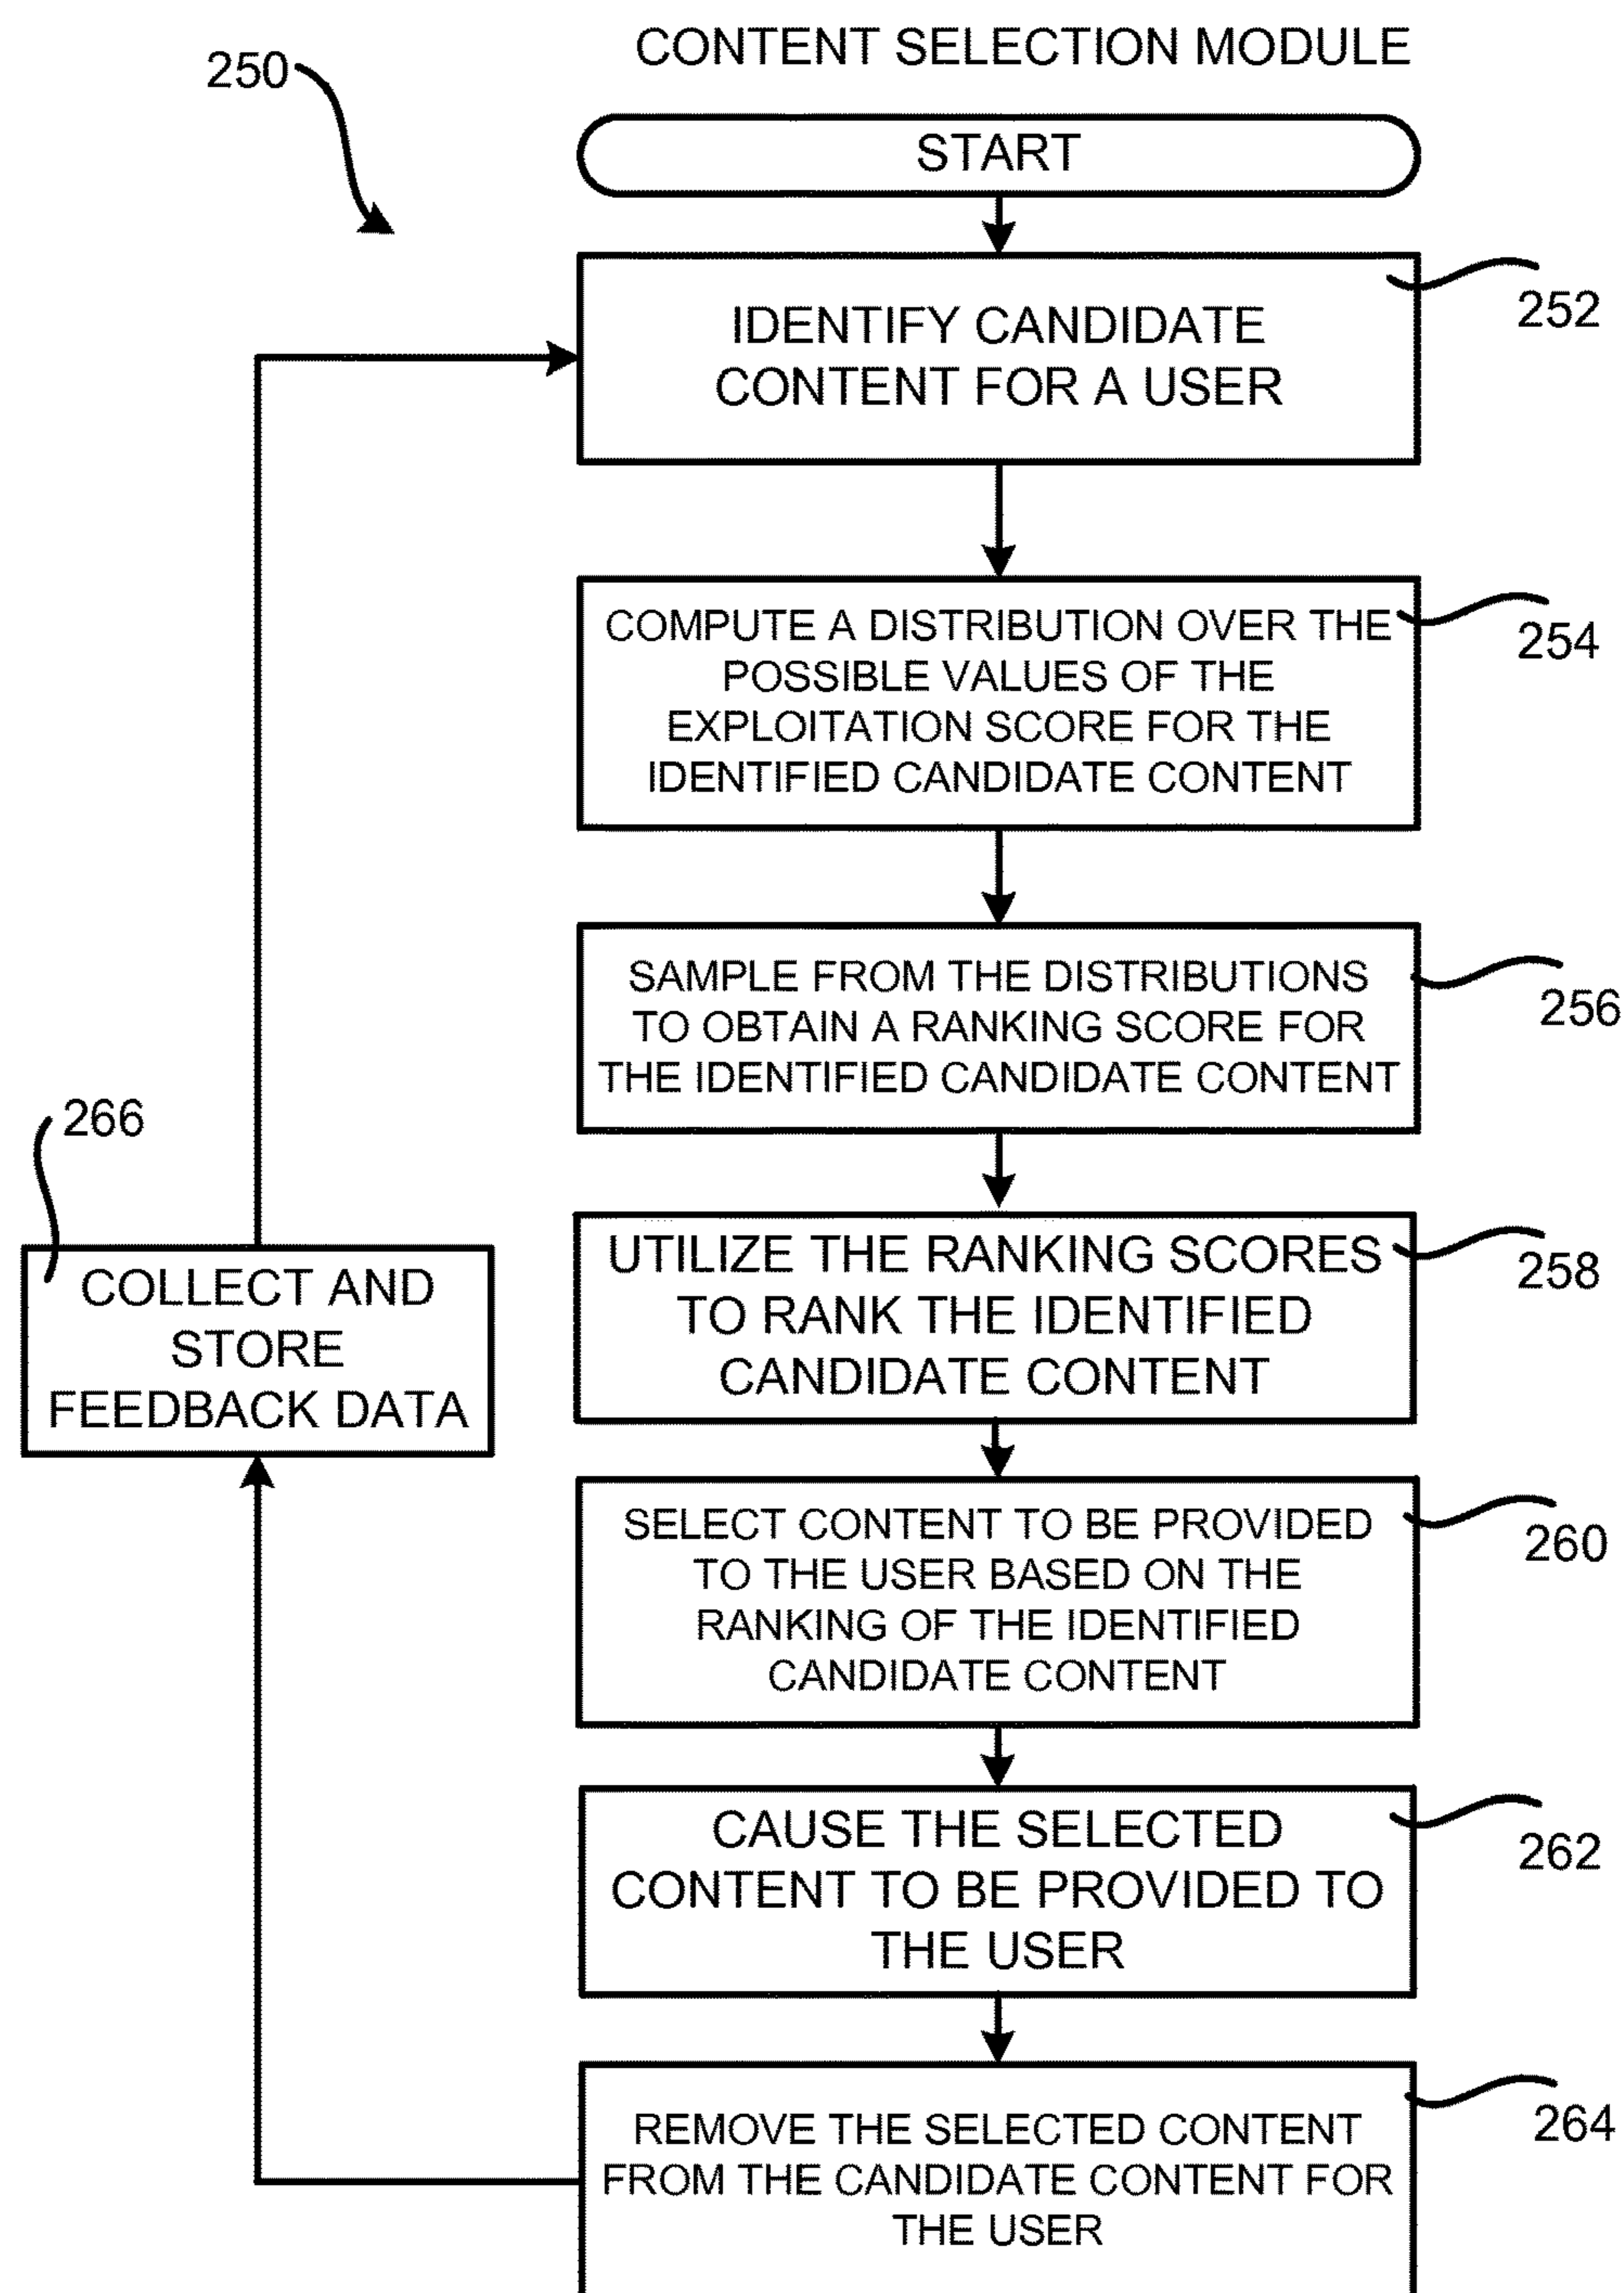 CONTENT SELECTION MODULE
250
START
IDENTIFY CANDIDATE
CONTENT FOR A USER
252
COMPUTE A DISTRIBUTION OVER THE
POSSIBLE VALUES OF THE
EXPLOITATION SCORE FOR THE
IDENTIFIED CANDIDATE CONTENT
254
SAMPLE FROM THE DISTRIBUTIONS
TO OBTAIN A RANKING SCORE FOR
THE IDENTIFIED CANDIDATE CONTENT
256
UTILIZE THE RANKING SCORES
TO RANK THE IDENTIFIED
CANDIDATE CONTENT
258
SELECT CONTENT TO BE PROVIDED
TO THE USER BASED ON THE
RANKING OF THE IDENTIFIED
CANDIDATE CONTENT
260
CAUSE THE SELECTED
CONTENT TO BE PROVIDED TO
THE USER
262
REMOVE THE SELECTED CONTENT
FROM THE CANDIDATE CONTENT FOR
THE USER
264
266
COLLECT AND
STORE
FEEDBACK DATA